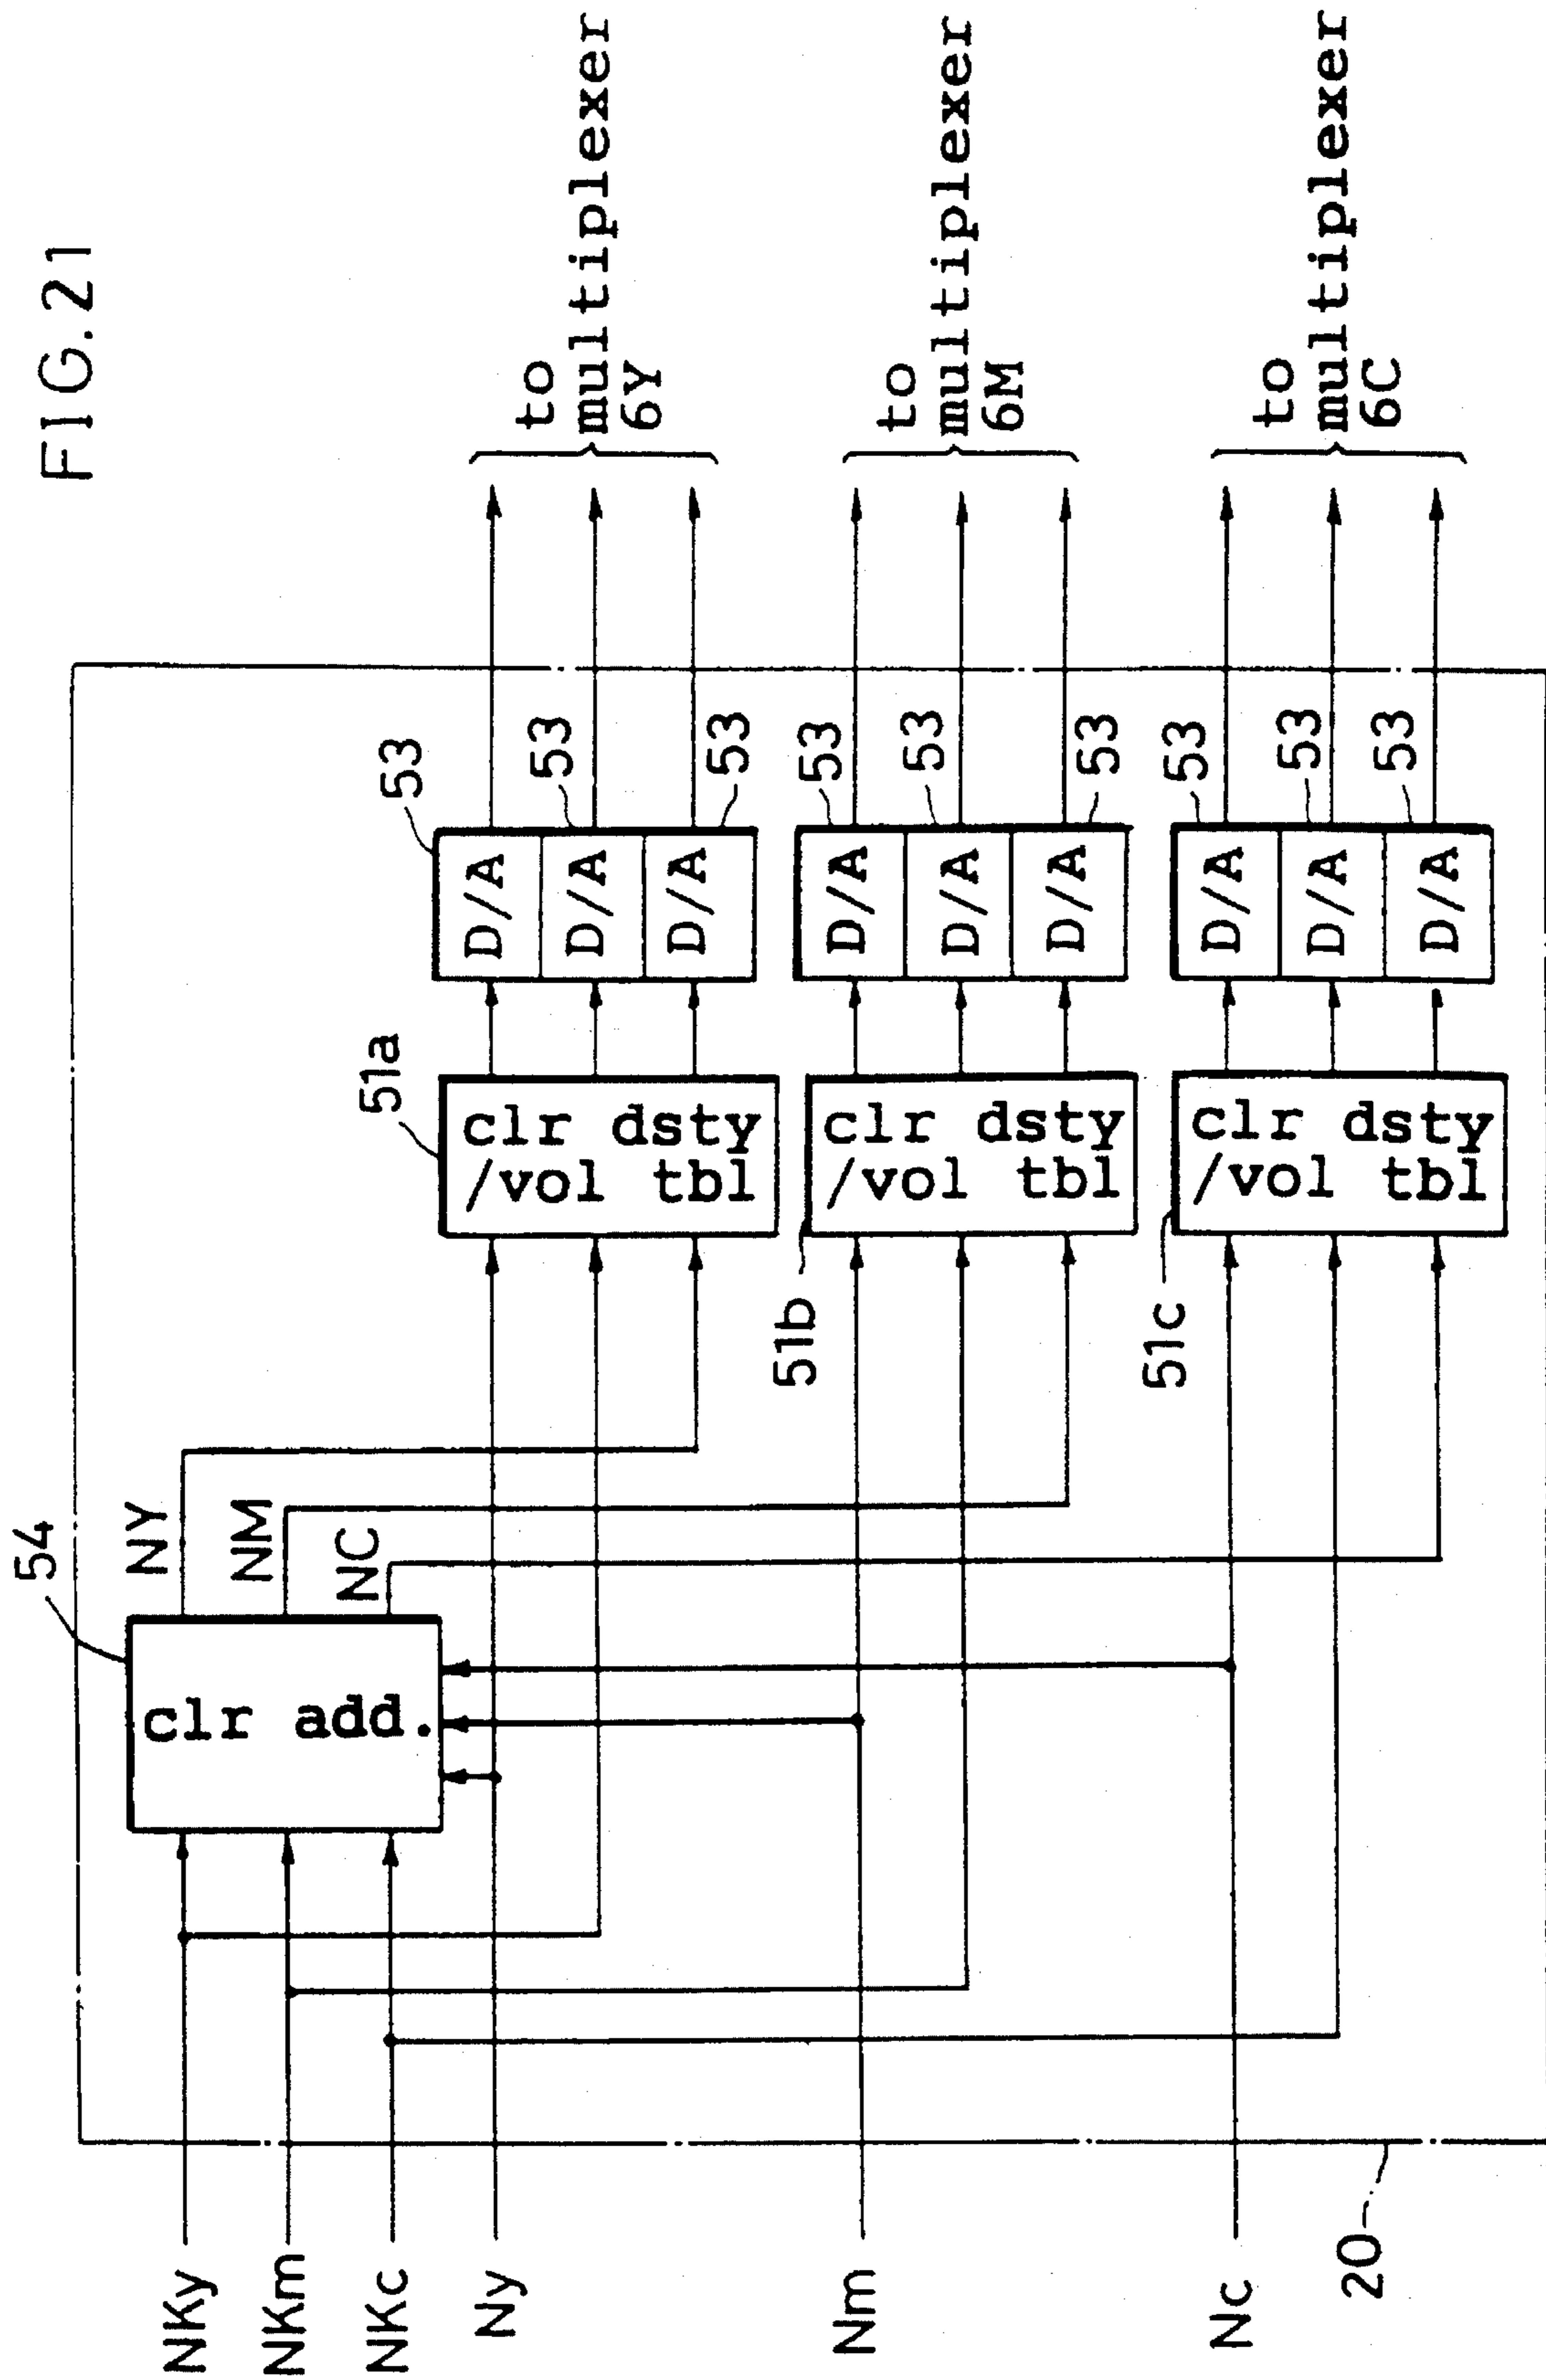 FIG. 21
54
NY
NM
NC
clr add.
NKy
NKm
NKc
Ny
Nm
Nc
20
51a
clr dsty
/vol tbl
51b
clr dsty
/vol tbl
51c
clr dsty
/vol tbl
53
D/A
53
D/A
53
D/A
53
D/A
53
D/A
53
D/A
53
D/A
53
D/A
53
D/A
to
multiplexer
6Y
to
multiplexer
6M
to
multiplexer
6C